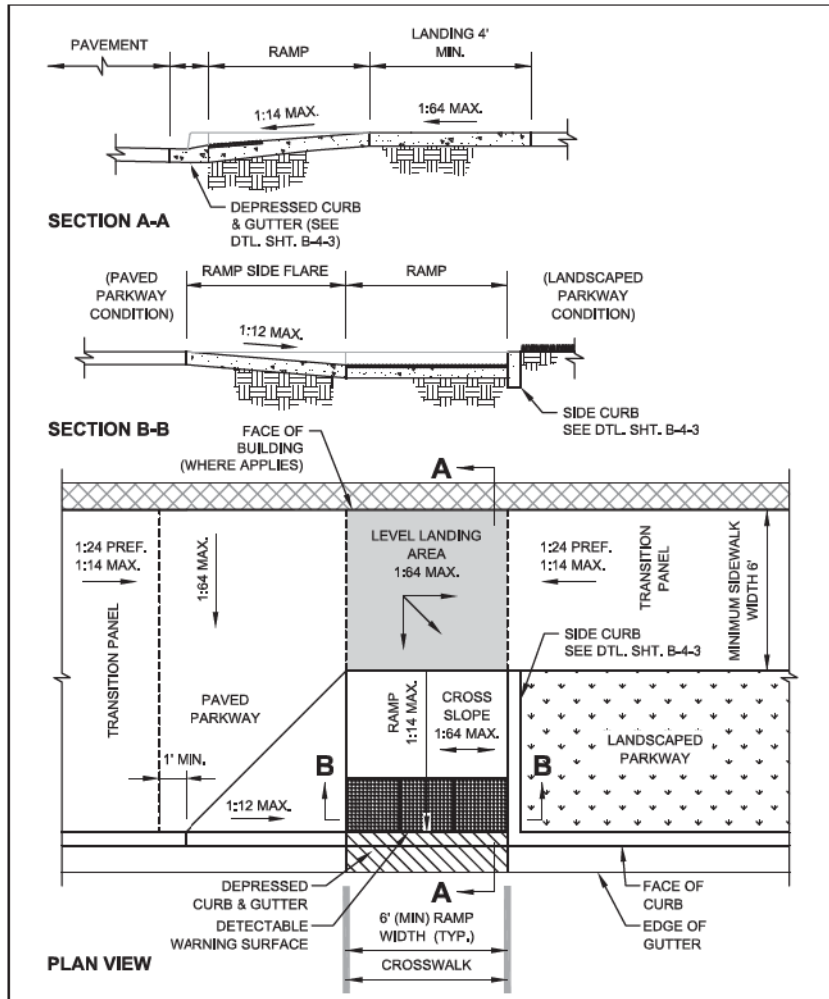 PAVEMENT
RAMP
LANDING 4'
MIN.
1:14 MAX.
1:64 MAX.
DEPRESSED CURB
& GUTTER (SEE
DTL. SHT. B-4-3)
SECTION A-A
(PAVED
PARKWAY
CONDITION)
RAMP SIDE FLARE
RAMP
(LANDSCAPED
PARKWAY
CONDITION)
1:12 MAX.
SIDE CURB
SEE DTL. SHT. B-4-3
SECTION B-B
FACE OF
BUILDING
(WHERE APPLIES)
A
1:24 PREF.
1:14 MAX.
1:64 MAX.
LEVEL LANDING
AREA
1:64 MAX.
1:24 PREF.
1:14 MAX.
TRANSITION
PANEL
MINIMUM SIDEWALK
WIDTH 6'
TRANSITION PANEL
SIDE CURB
SEE DTL. SHT. B-4-3
PAVED
PARKWAY
RAMP
1:14 MAX.
CROSS
SLOPE
1:64 MAX.
LANDSCAPED
PARKWAY
1' MIN.
B
B
1:12 MAX.
A
DEPRESSED
CURB & GUTTER
DETECTABLE
WARNING SURFACE
6' (MIN) RAMP
WIDTH (TYP.)
CROSSWALK
FACE OF
CURB
EDGE OF
GUTTER
PLAN VIEW